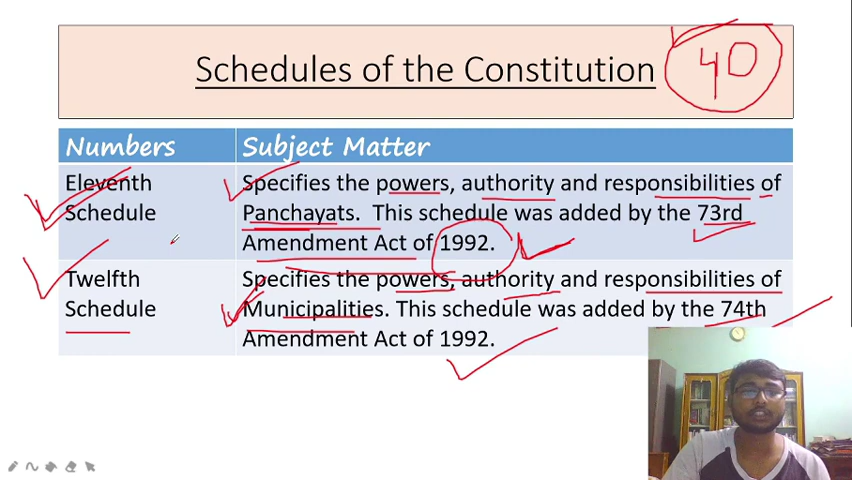 Schedules of the Constitution
40
Numbers
Subject Matter
Eleventh
Schedule
Specifies the powers, authority and responsibilities of
Panchayats. This schedule was added by the 73rd
Amendment Act of 1992.
Twelfth
Schedule
Specifies the powers, authority and responsibilities of
Municipalities. This schedule was added by the 74th
Amendment Act of 1992.